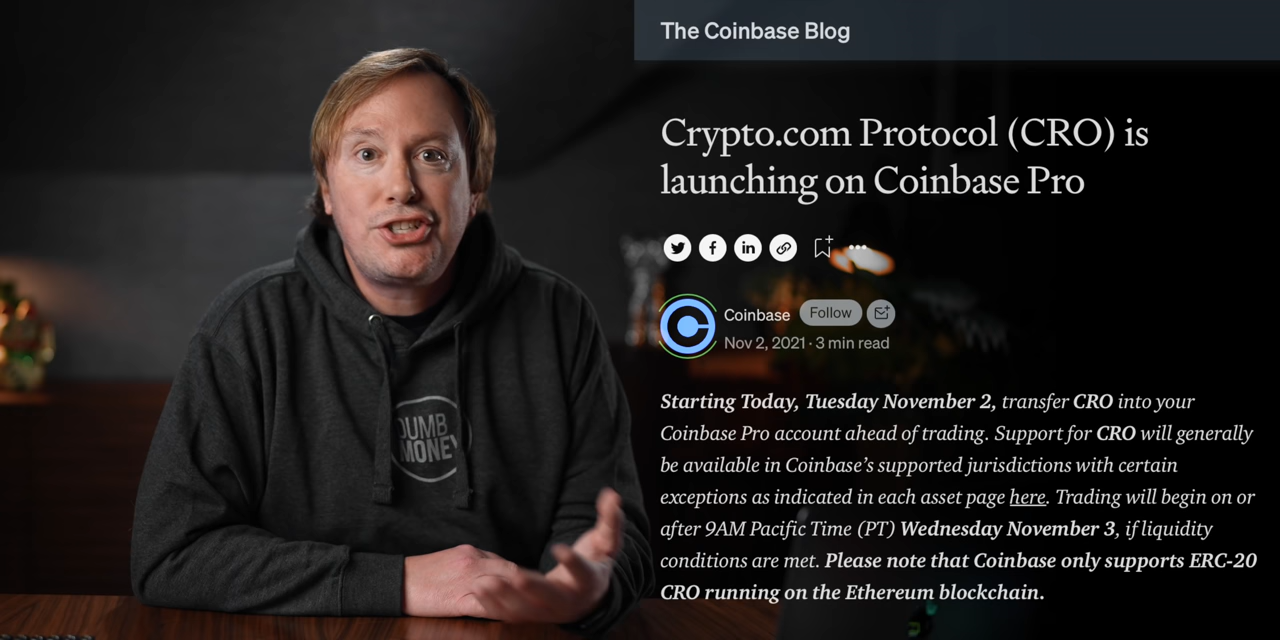 The Coinbase Blog
Crypto.com Protocol (CRO) is
launching on Coinbase Pro
Coinbase Follow
Nov 2, 2021 · 3 min read
Starting Today, Tuesday November 2, transfer CRO into your
Coinbase Pro account ahead of trading. Support for CRO will generally
be available in Coinbase’s supported jurisdictions with certain
exceptions as indicated in each asset page here. Trading will begin on or
after 9AM Pacific Time (PT) Wednesday November 3, if liquidity
conditions are met. Please note that Coinbase only supports ERC-20
CRO running on the Ethereum blockchain.
DUMB
MONEY